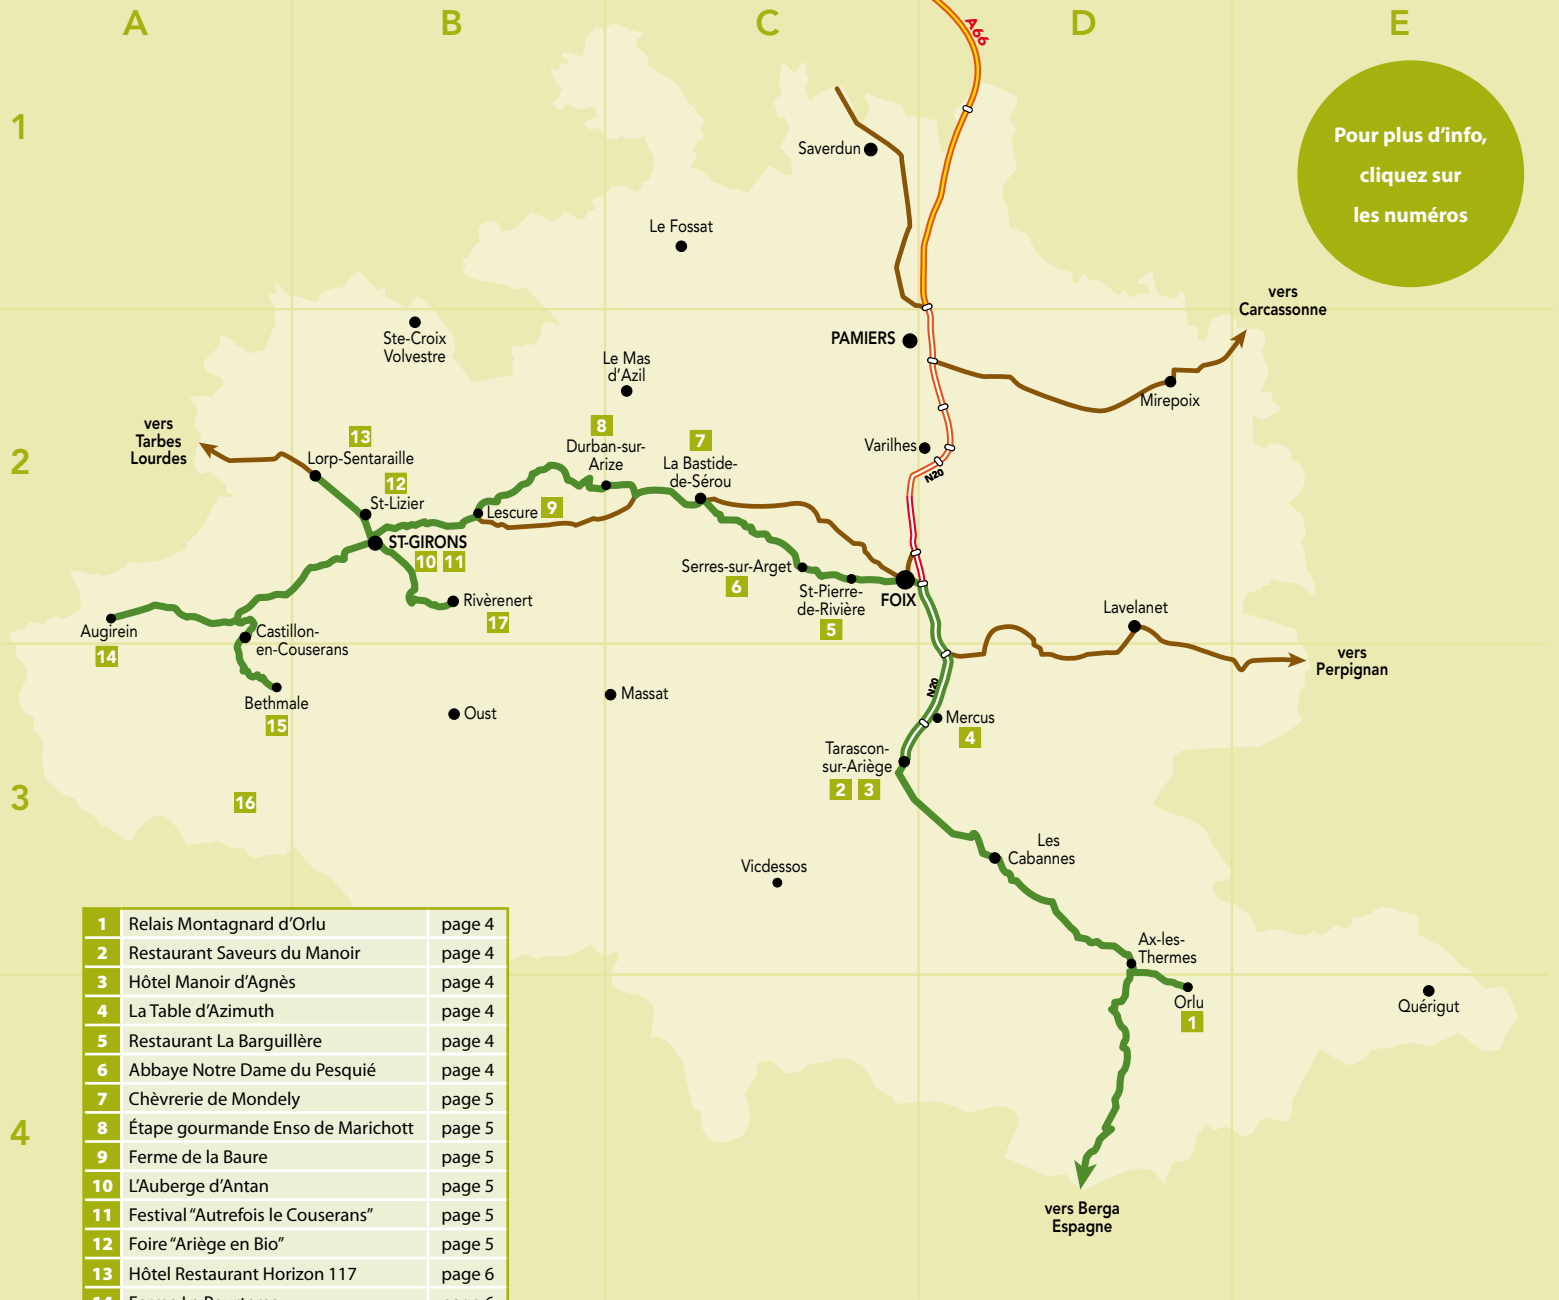 A B C D E
A66
1
Pour plus d'info,
cliquez sur
les numéros
Saverdun
Le Fossat
vers
Carcassonne
Ste-Croix
Volvestre
PAMIERS
Le Mas
d'Azil
Mirepoix
vers
Tarbes
Lourdes
2
13
Lorp-Sentaraille
12
St-Lizier
8
Durban-sur-
Arize
7
La Bastide-
de-Sérou
Varilhes
N20
Lescure 9
ST-GIRONS
10 11
Serres-sur-Arget
6
St-Pierre-
de-Rivière
5
FOIX
Rivèrenert
17
Augirein
14
Castillon-
en-Couserans
Lavelanet
vers
Perpignan
Bethmale
15
Oust
Massat
N20
Mercus
4
Tarascon-
sur-Ariège
2 3
3
16
Les
Cabannes
Vicdessos
Ax-les-
Thermes
Orlu
1
Quérigut
4
vers Berga
Espagne
1 Relais Montagnard d'Orlu page 4
2 Restaurant Saveurs du Manoir page 4
3 Hôtel Manoir d'Agnès page 4
4 La Table d'Azimuth page 4
5 Restaurant La Barguillère page 4
6 Abbaye Notre Dame du Pesquié page 4
7 Chèvrerie de Mondely page 5
8 Étape gourmande Enso de Marichott page 5
9 Ferme de la Baure page 5
10 L'Auberge d'Antan page 5
11 Festival "Autrefois le Couserans" page 5
12 Foire "Ariège en Bio" page 5
13 Hôtel Restaurant Horizon 117 page 6